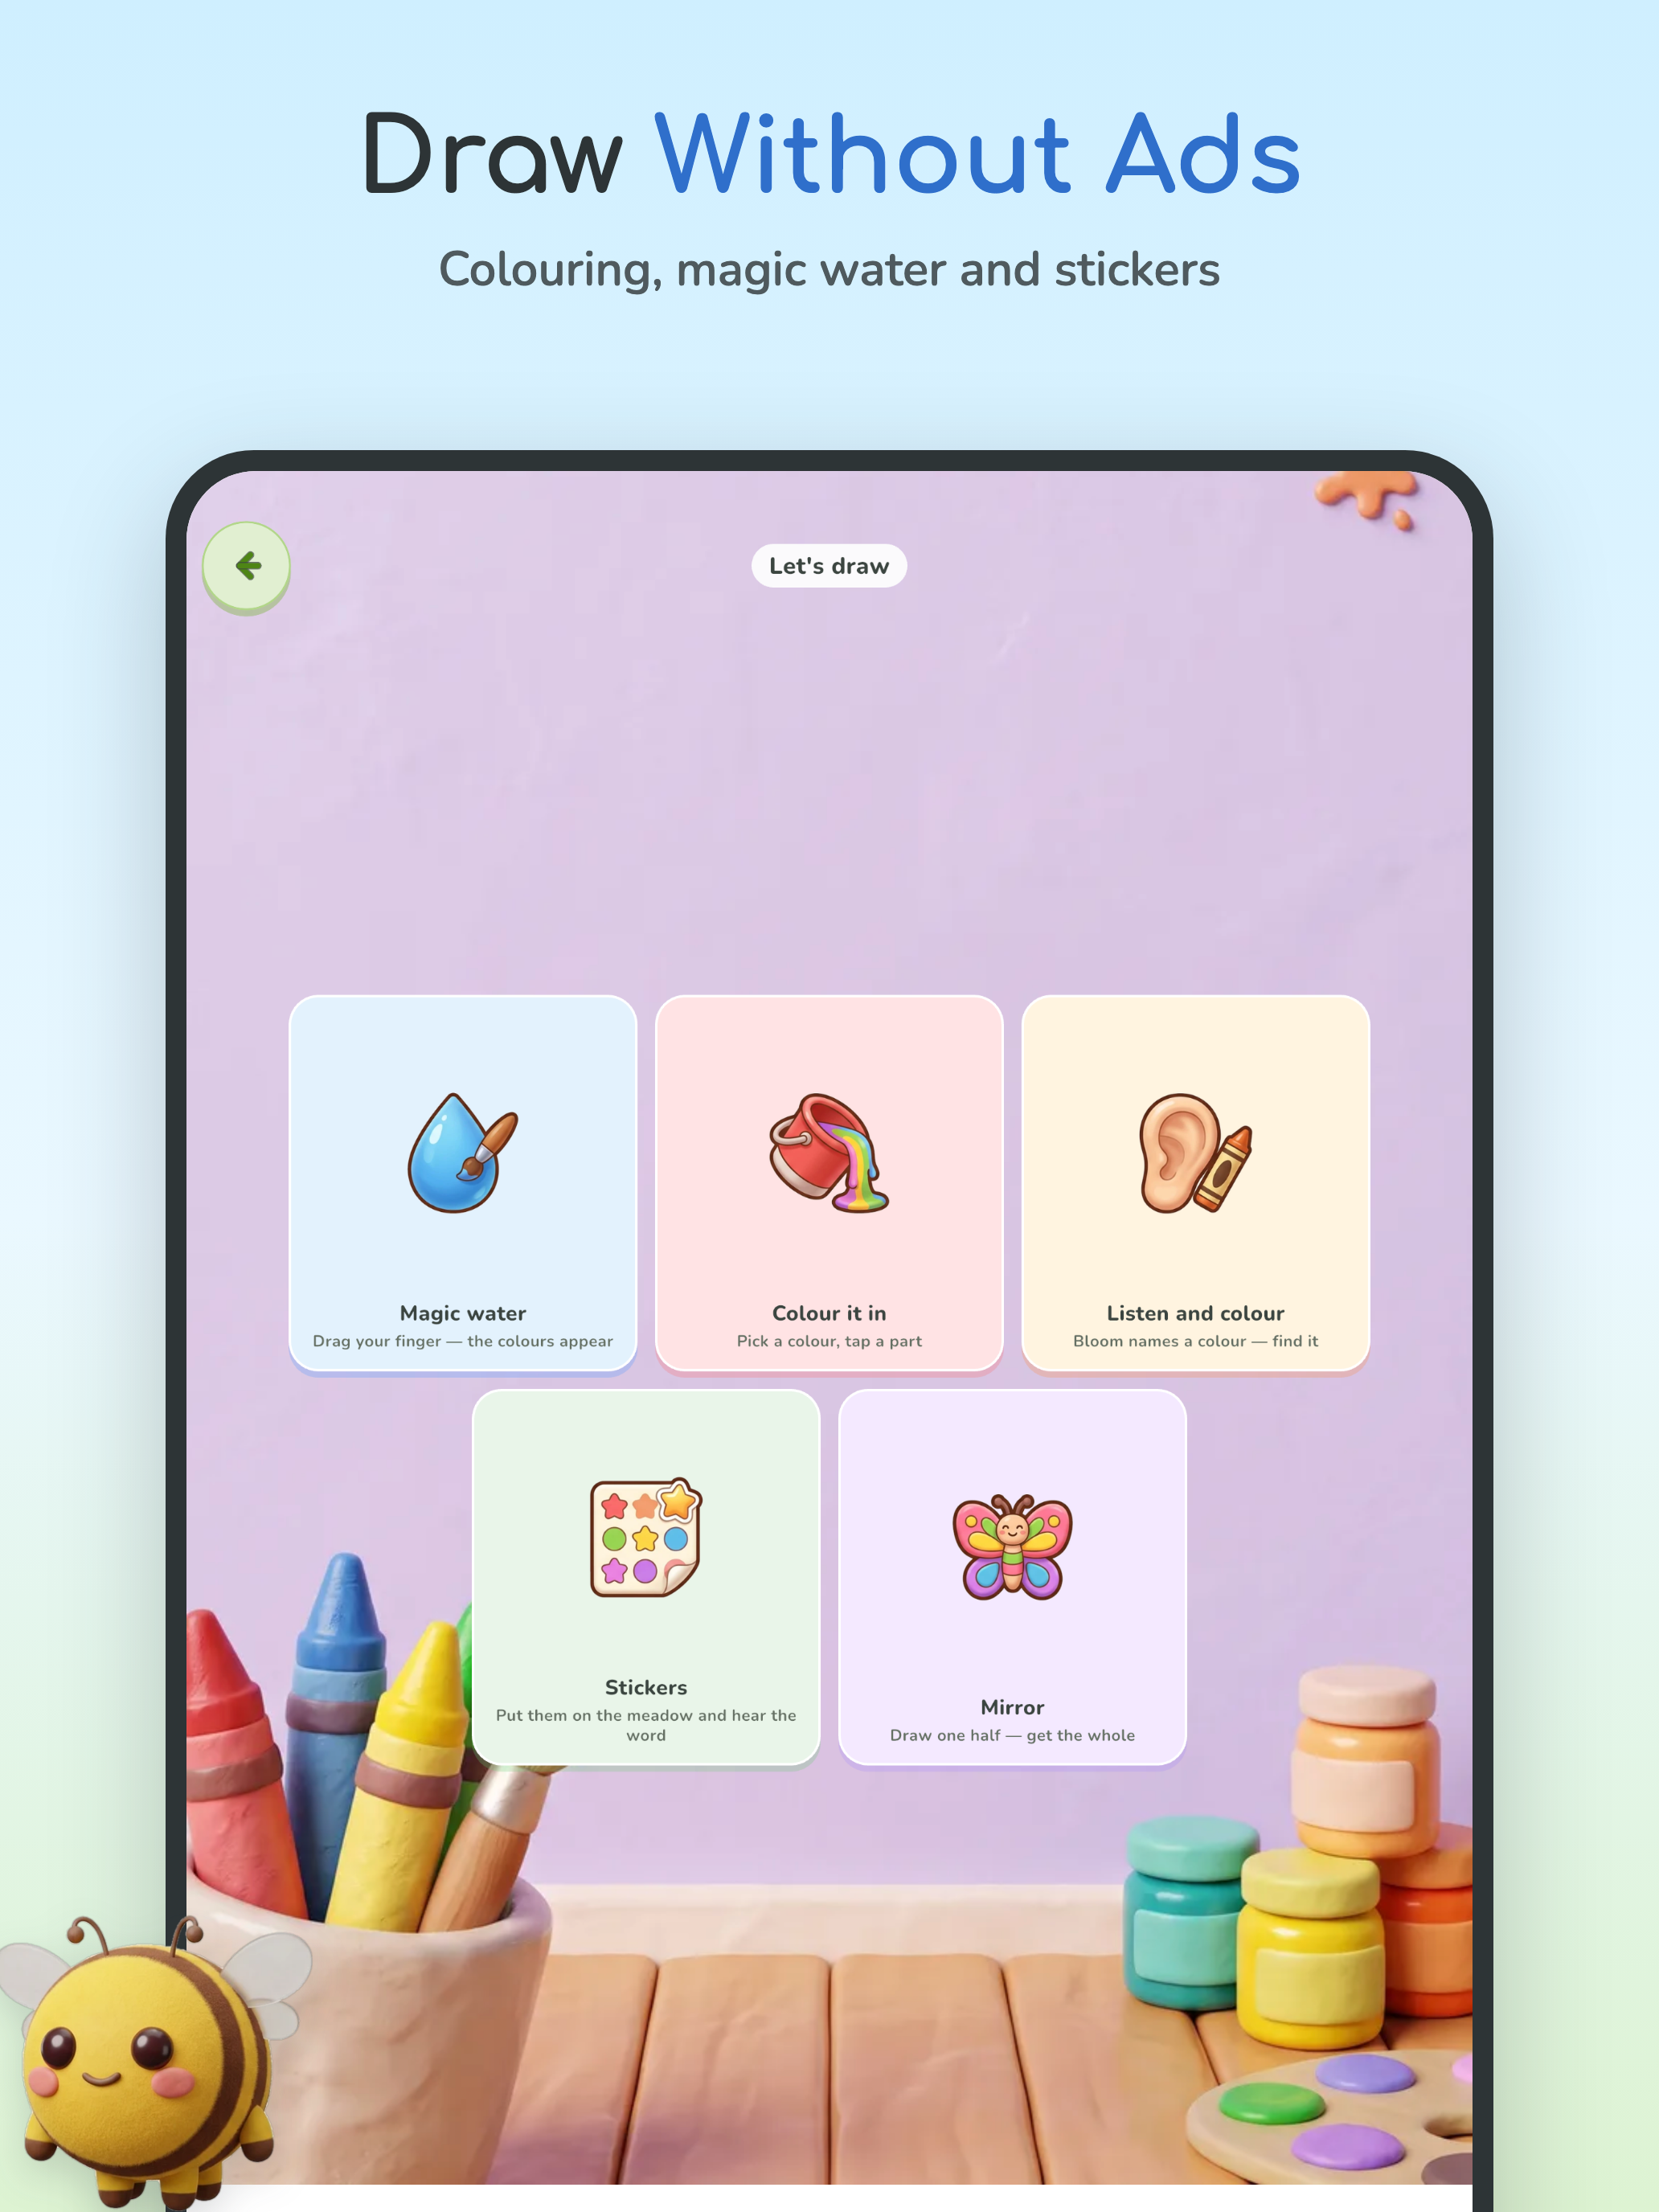 Draw Without Ads
Colouring, magic water and stickers
Let's draw
Magic water
Drag your finger — the colours appear
Colour it in
Pick a colour, tap a part
Listen and colour
Bloom names a colour — find it
Stickers
Put them on the meadow and hear the
word
Mirror
Draw one half — get the whole